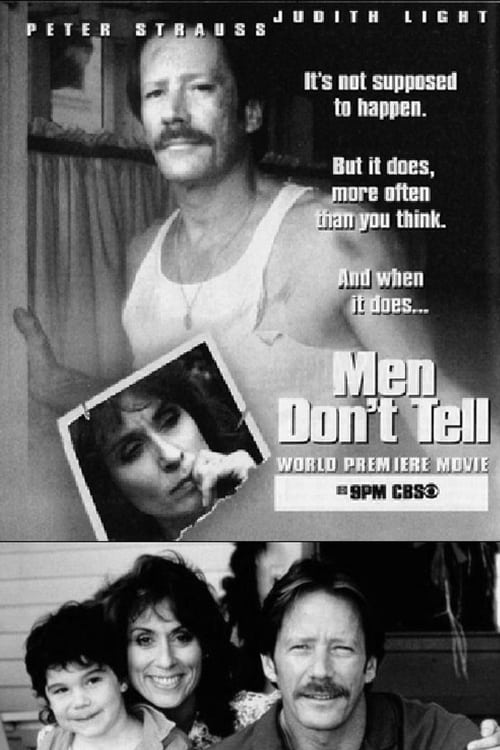 PETER STRAUSS
JUDITH LIGHT
It's not supposed
to happen.
But it does,
more often
than you think.
And when
it does...
Men
Don't Tell
WORLD PREMIERE MOVIE
9PM CBS